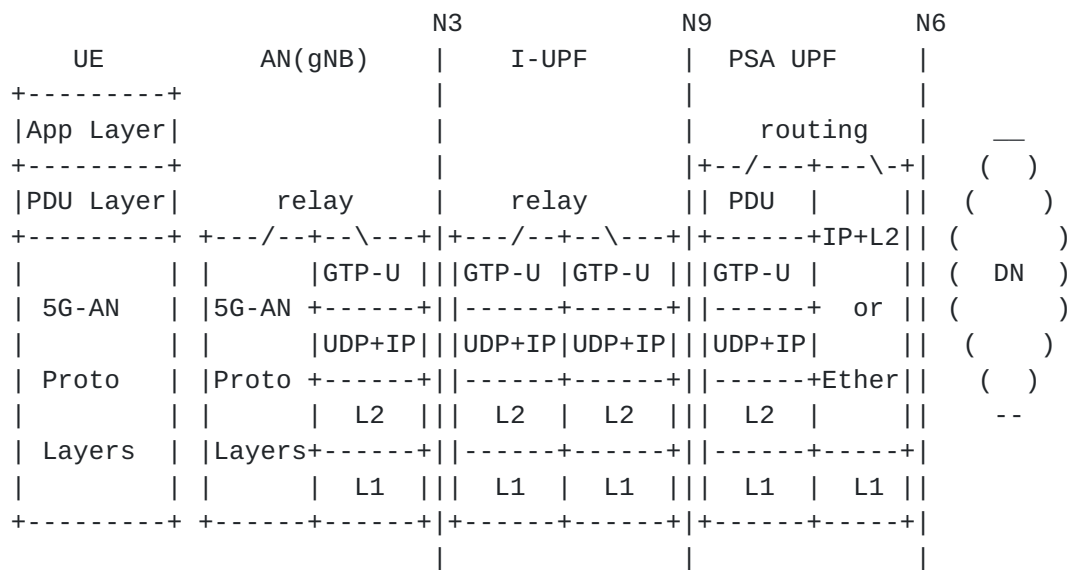 N3               N9              N6
    UE          AN(gNB)    |    I-UPF       |  PSA UPF      |
+---------+                |                |               |
|App Layer|                |                |    routing    |    __
+---------+                |                |+--/---+---\-+|   (  )
|PDU Layer|     relay      |    relay       || PDU  |     || (    )
+---------+ +---/--+--\---+|+---/--+--\---+|+------+IP+L2|| (      )
|         | |      |GTP-U |||GTP-U |GTP-U |||GTP-U |     || (  DN  )
| 5G-AN   | |5G-AN +------+||------+------+||------+  or || (      )
|         | |      |UDP+IP|||UDP+IP|UDP+IP|||UDP+IP|     ||  (    )
| Proto   | |Proto +------+||------+------+||------+Ether||   (  )
|         | |      |  L2  |||  L2  |  L2  |||  L2  |     ||    --
| Layers  | |Layers+------+||------+------+||------+-----+|
|         | |      |  L1  |||  L1  |  L1  |||  L1  |  L1 ||
+---------+ +------+------+|+------+------+|+------+-----+|
                           |                |               |